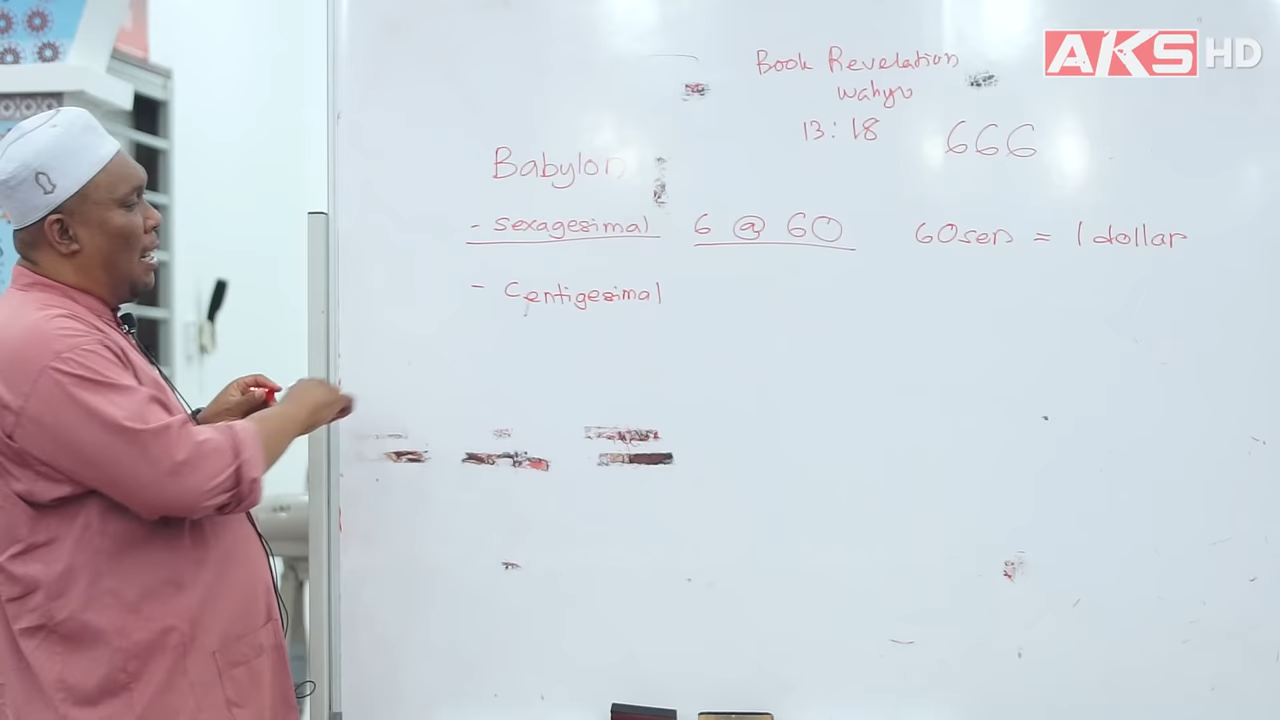 AKS HD
Book Revelation
wahyu
13:18 666
Babylon
- sexagesimal 6 @ 60 60sen = 1 dollar
- Centigesimal